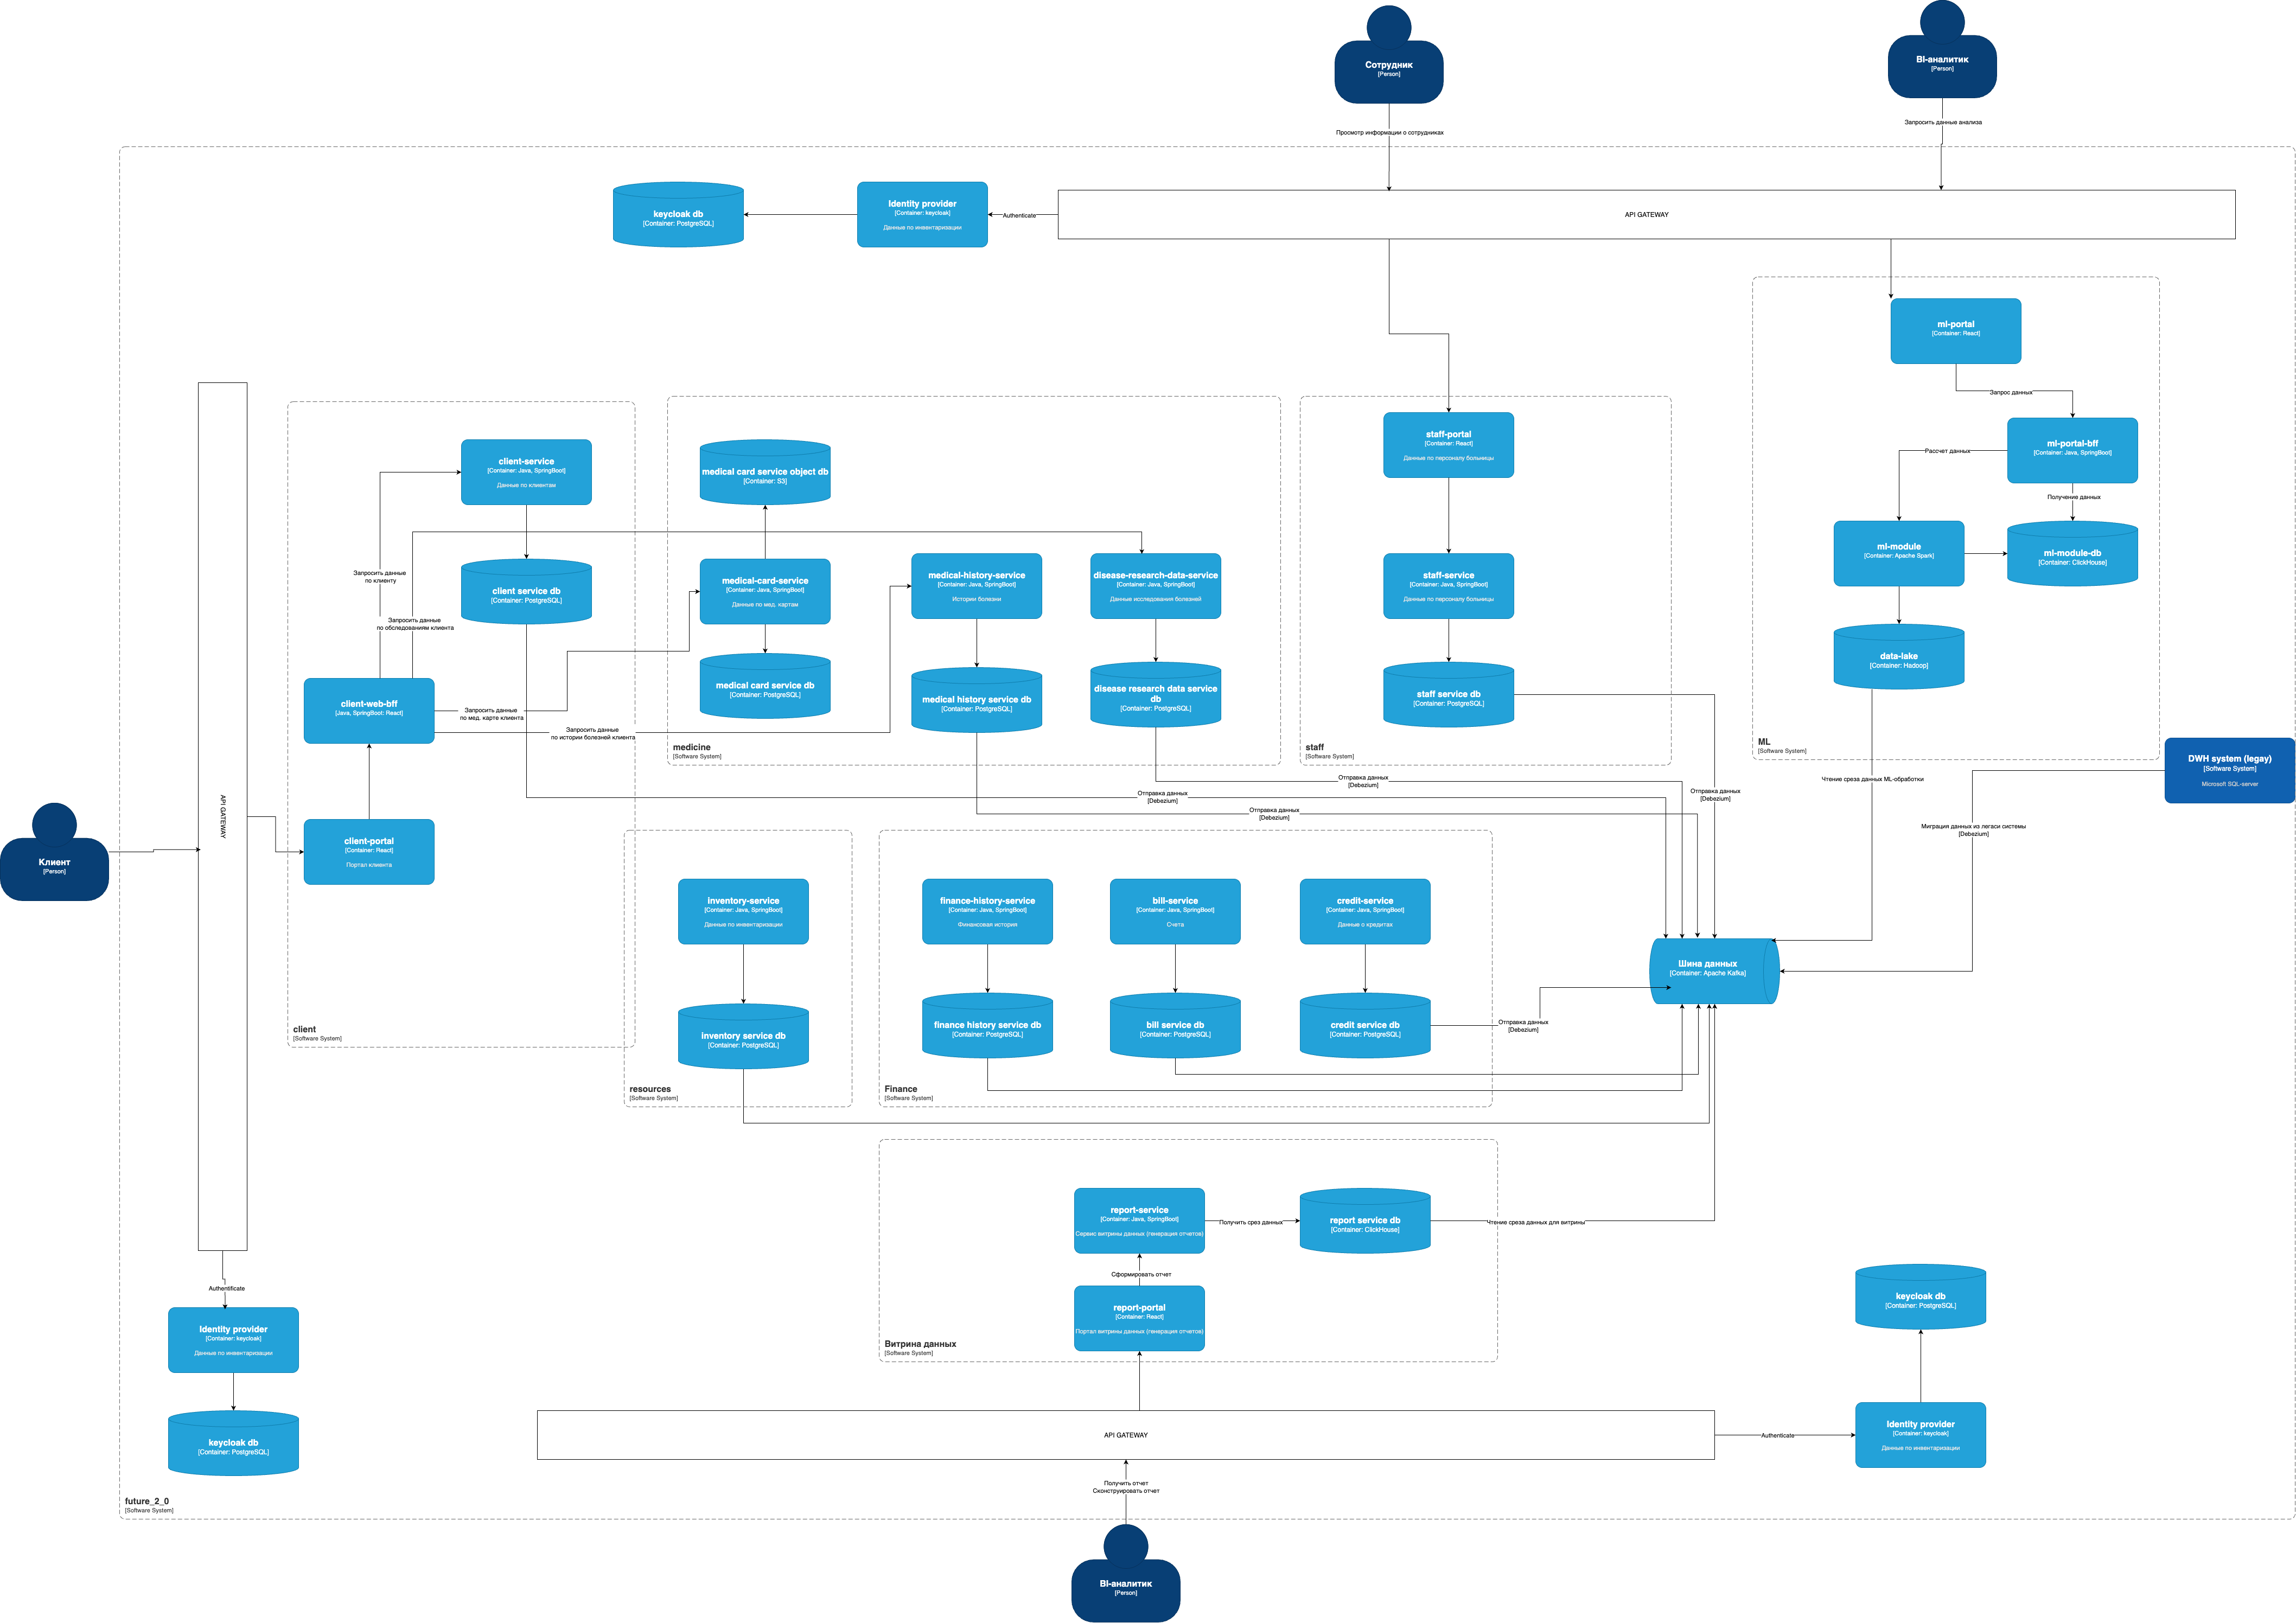 Сотрудник
[Person]
BI-аналитик
[Person]
Просмотр информации о сотрудниках
Запросить данные анализа
keycloak db
[Container: PostgreSQL]
Identity provider
[Container: keycloak]
Данные по инвентаризации
Authenticate
API GATEWAY
ml-portal
[Container: React]
Запрос данных
ml-portal-bff
[Container: Java, SpringBoot]
Рассчет данных
Получение данных
ml-module
[Container: Apache Spark]
ml-module-db
[Container: ClickHouse]
data-lake
[Container: Hadoop]
ML
[Software System]
staff-portal
[Container: React]
Данные по персоналу больницы
staff-service
[Container: Java, SpringBoot]
Данные по персоналу больницы
staff service db
[Container: PostgreSQL]
staff
[Software System]
medical card service object db
[Container: S3]
medical-card-service
[Container: Java, SpringBoot]
Данные по мед. картам
medical card service db
[Container: PostgreSQL]
medical-history-service
[Container: Java, SpringBoot]
Истории болезни
medical history service db
[Container: PostgreSQL]
disease-research-data-service
[Container: Java, SpringBoot]
Данные исследования болезней
disease research data service
db
[Container: PostgreSQL]
medicine
[Software System]
client-service
[Container: Java, SpringBoot]
Данные по клиентам
client service db
[Container: PostgreSQL]
Запросить данные
по клиенту
Запросить данные
по обследованиям клиента
client-web-bff
[Java, SpringBoot: React]
Запросить данные
по мед. карте клиента
Запросить данные
по истории болезней клиента
client-portal
[Container: React]
Портал клиента
client
[Software System]
API GATEWAY
Клиент
[Person]
Отправка данных
[Debezium]
Отправка данных
[Debezium]
Отправка данных
[Debezium]
Отправка данных
[Debezium]
Чтение среза данных ML-обработки
DWH system (legay)
[Software System]
Microsoft SQL-server
Миграция данных из легаси системы
[Debezium]
inventory-service
[Container: Java, SpringBoot]
Данные по инвентаризации
inventory service db
[Container: PostgreSQL]
resources
[Software System]
finance-history-service
[Container: Java, SpringBoot]
Финансовая история
finance history service db
[Container: PostgreSQL]
bill-service
[Container: Java, SpringBoot]
Счета
bill service db
[Container: PostgreSQL]
credit-service
[Container: Java, SpringBoot]
Данные о кредитах
credit service db
[Container: PostgreSQL]
Finance
[Software System]
Отправка данных
[Debezium]
Шина данных
[Container: Apache Kafka]
report-service
[Container: Java, SpringBoot]
Сервис витрины данных (генерация отчетов)
Получить срез данных
report service db
[Container: ClickHouse]
Чтение среза данных для витрины
Сформировать отчет
report-portal
[Container: React]
Портал витрины данных (генерация отчетов)
Витрина данных
[Software System]
Authentificate
Identity provider
[Container: keycloak]
Данные по инвентаризации
keycloak db
[Container: PostgreSQL]
API GATEWAY
Authenticate
keycloak db
[Container: PostgreSQL]
Identity provider
[Container: keycloak]
Данные по инвентаризации
Получить отчет
Сконструировать отчет
future_2_0
[Software System]
BI-аналитик
[Person]